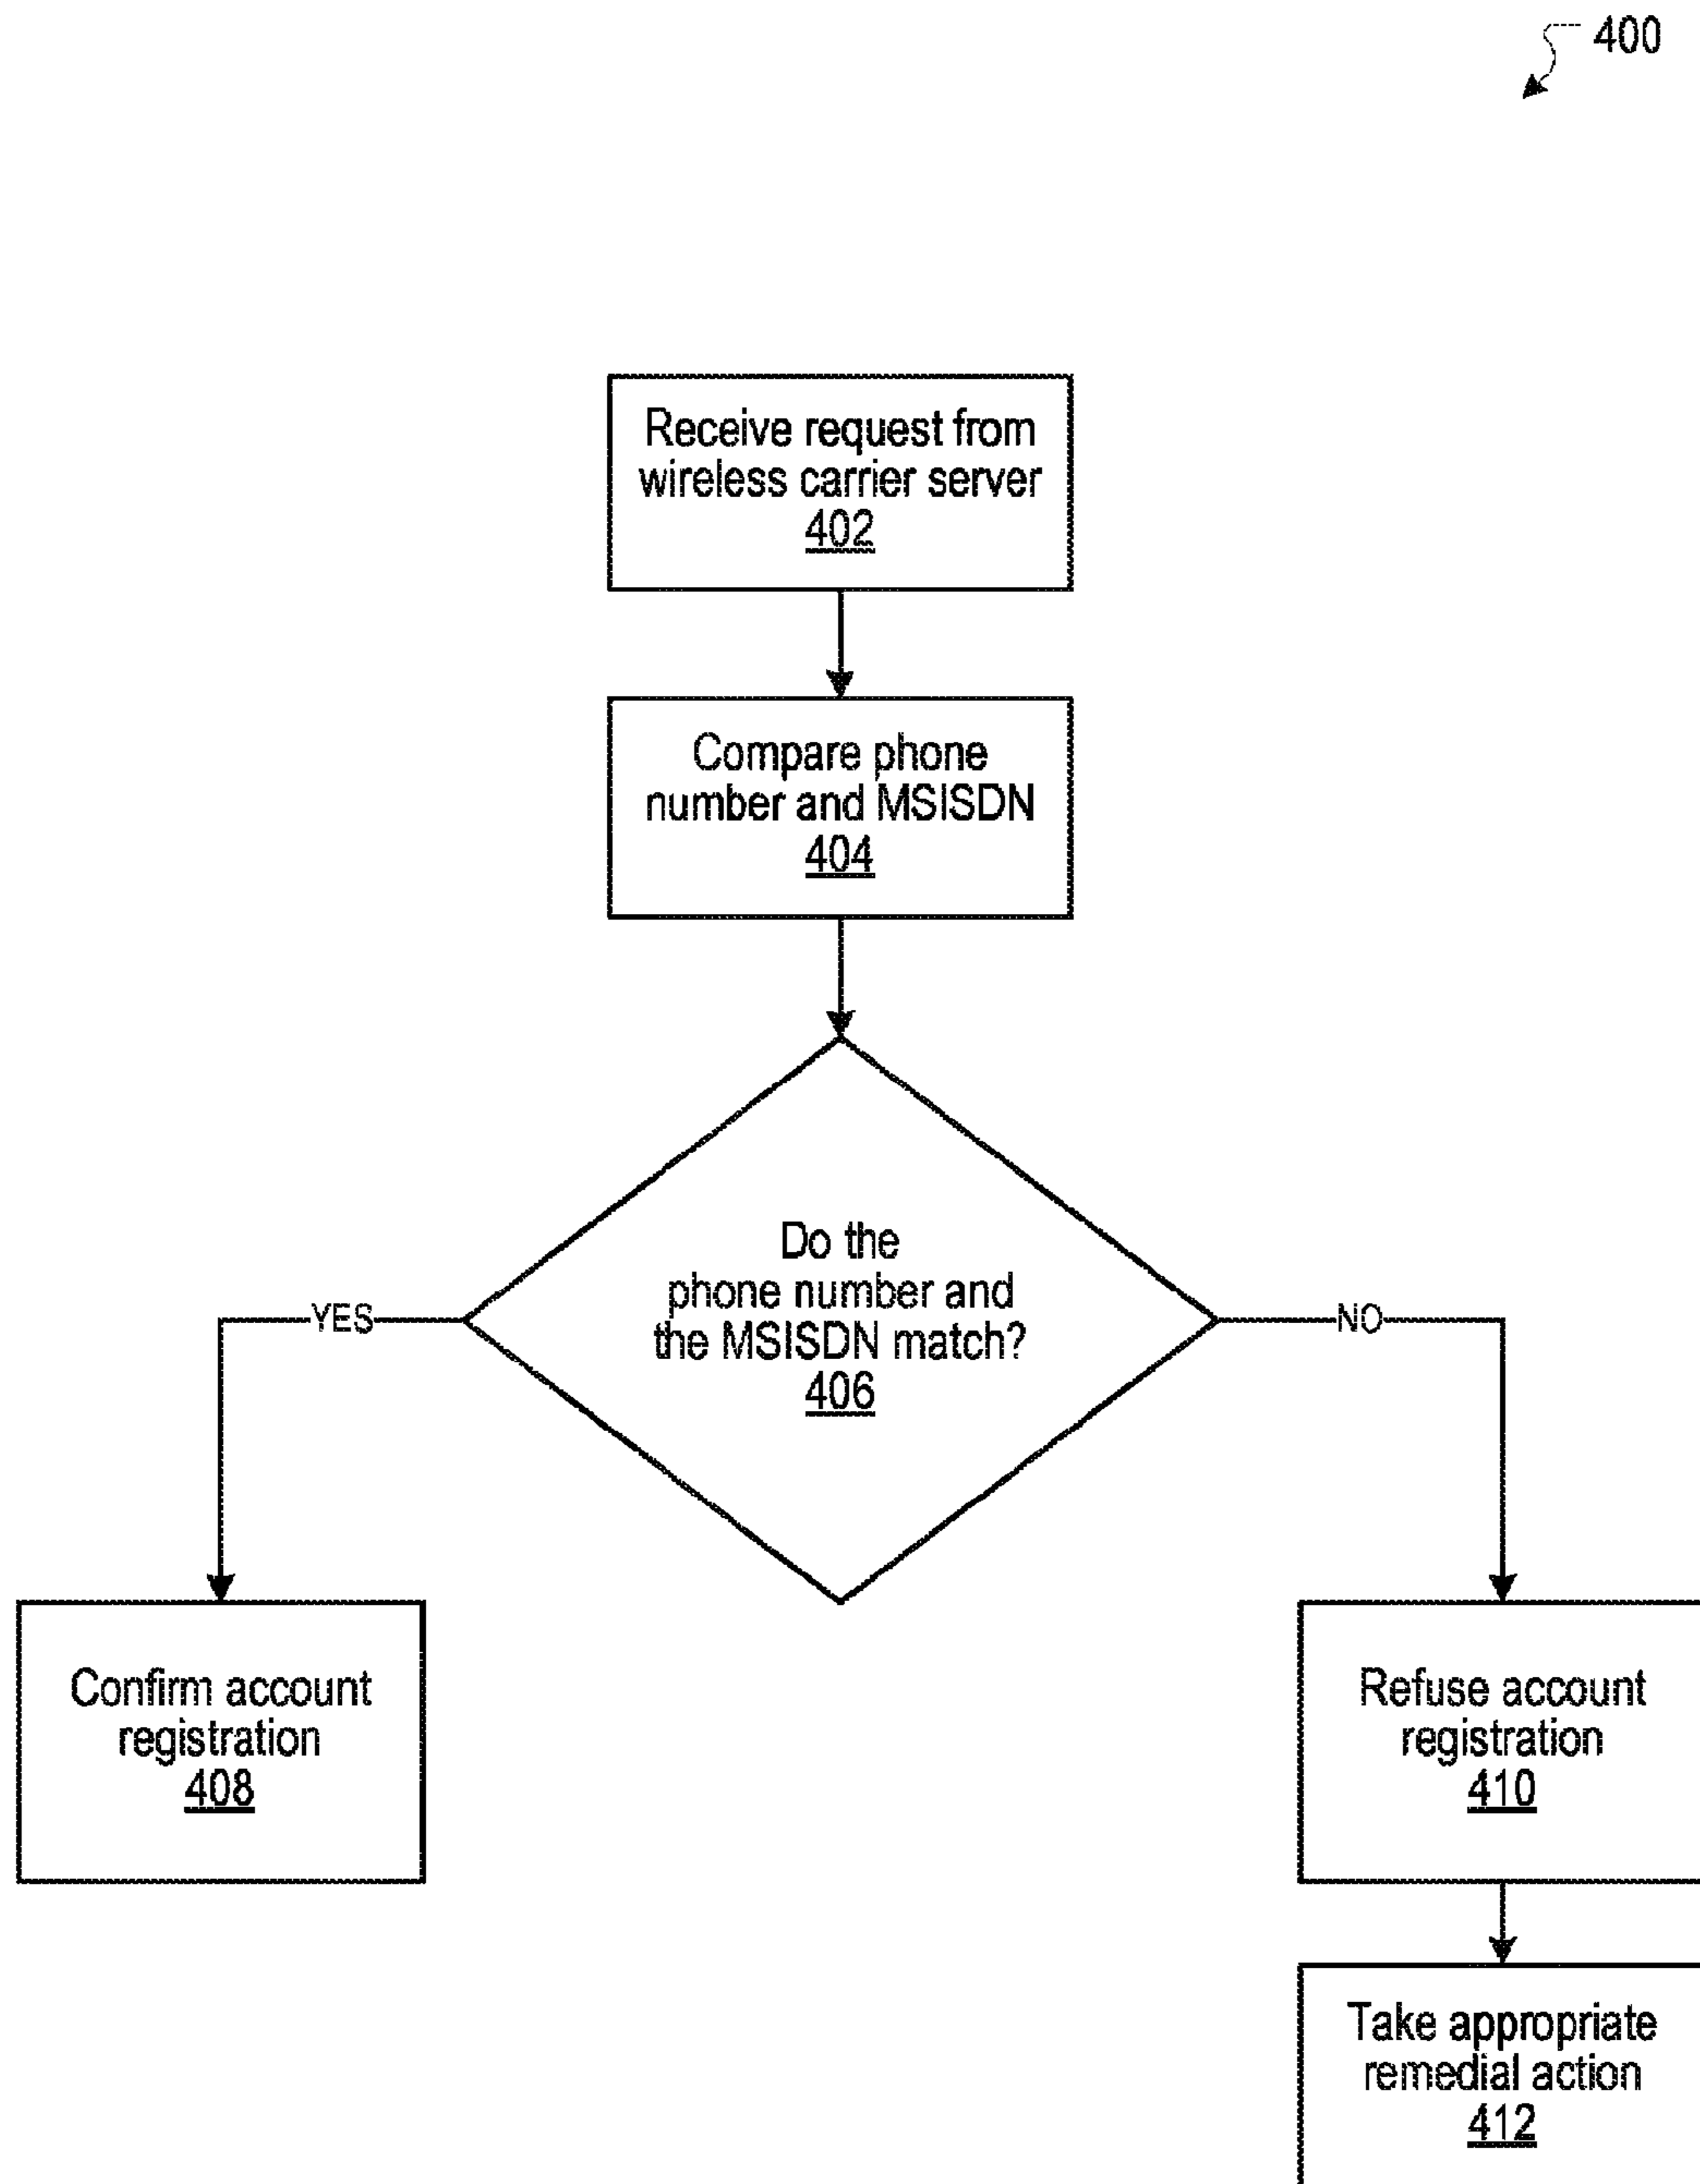 400
Receive request from
wireless carrier server
402
Compare phone
number and MSISDN
404
Do the
phone number and
the MSISDN match?
406
YES
NO
Confirm account
registration
408
Refuse account
registration
410
Take appropriate
remedial action
412